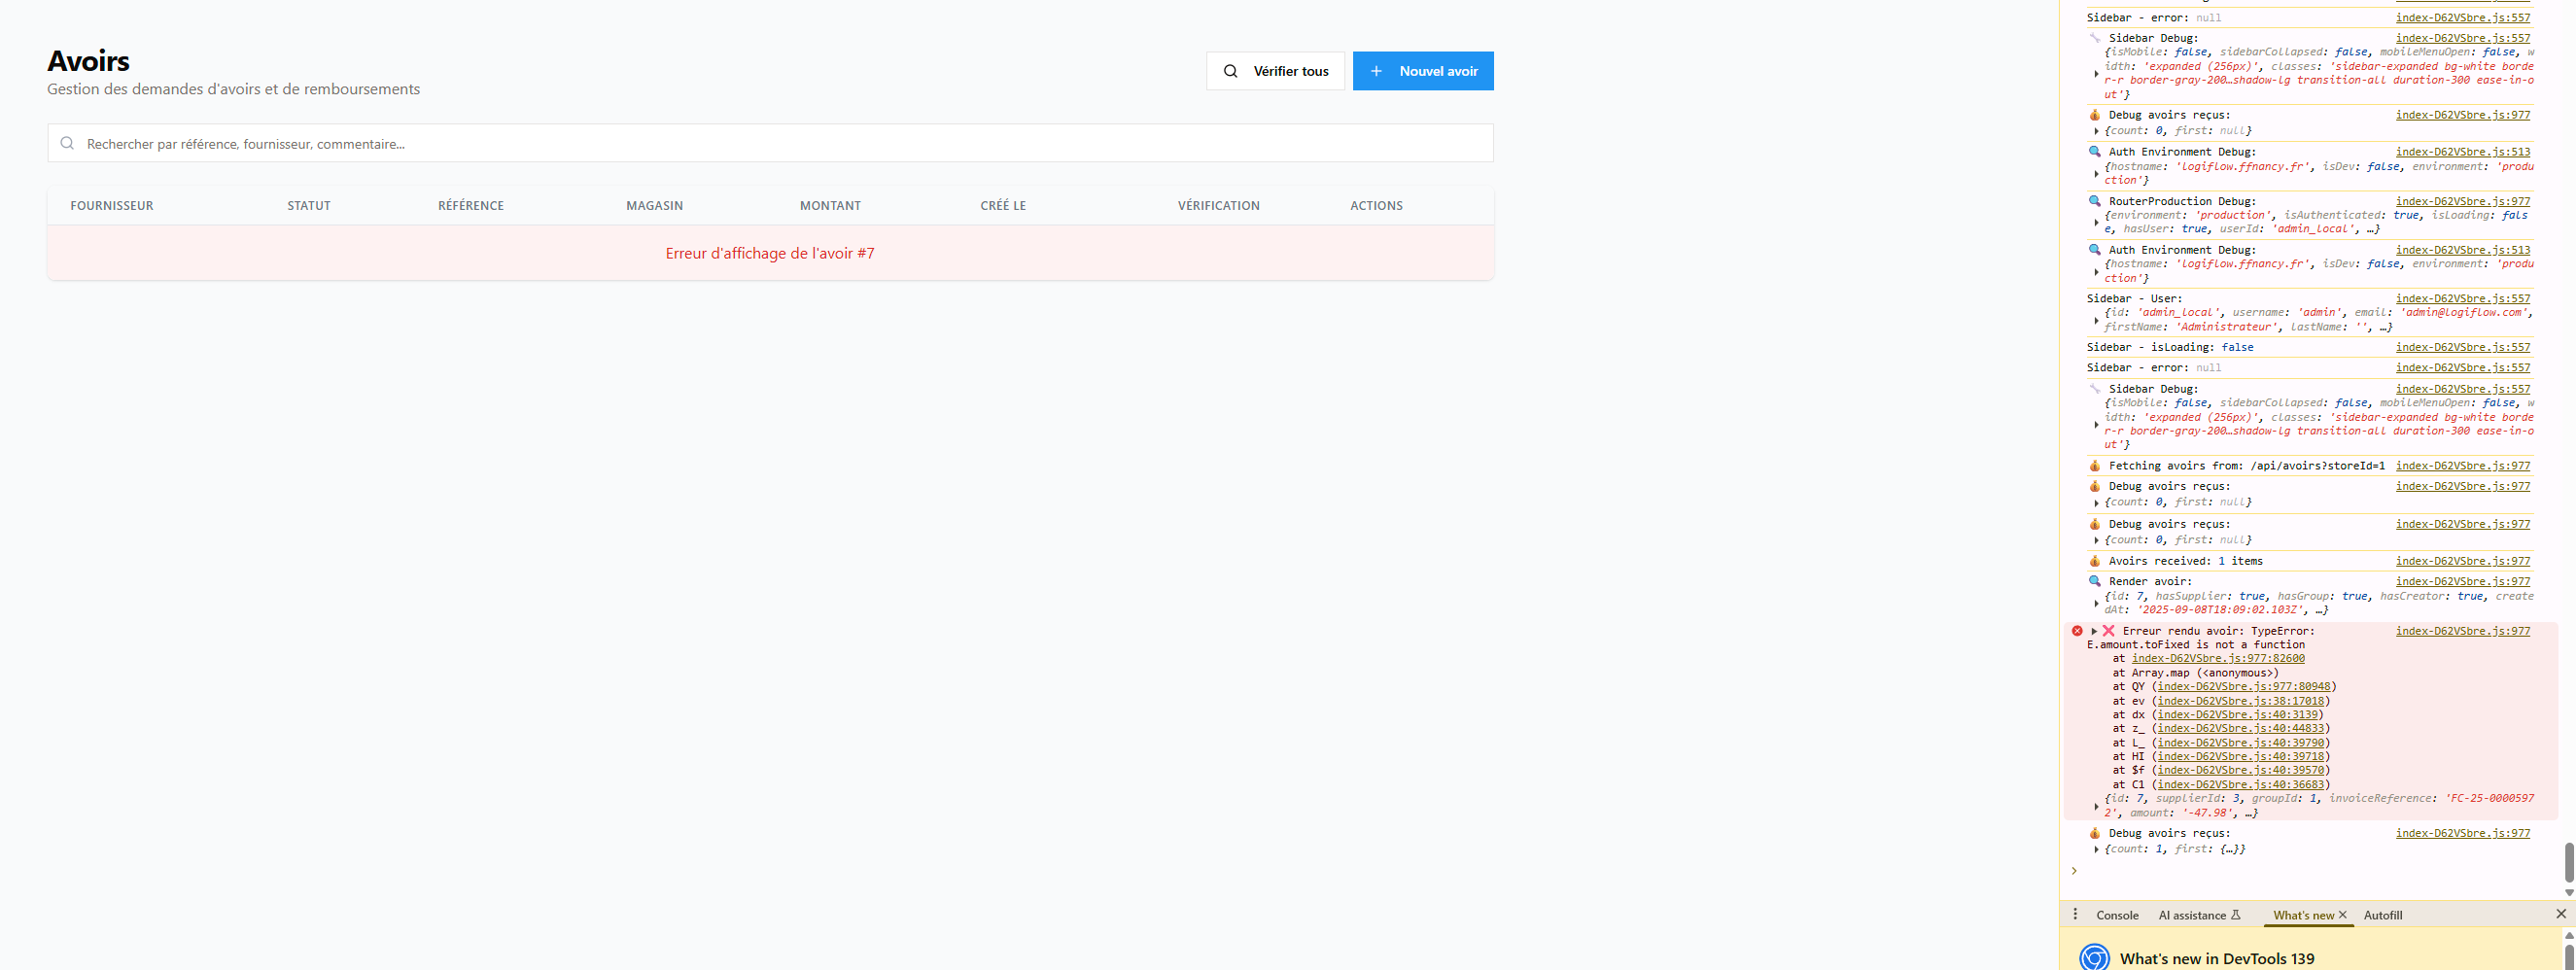 Avoirs
Gestion des demandes d'avoirs et de remboursements
Vérifier tous
Nouvel avoir
Rechercher par référence, fournisseur, commentaire...
FOURNISSEUR STATUT RÉFÉRENCE MAGASIN MONTANT CRÉÉ LE VÉRIFICATION ACTIONS
Erreur d'affichage de l'avoir #7
Sidebar - error: null index-D62VSbre.js:557
🔧 Sidebar Debug: index-D62VSbre.js:557
{isMobile: false, sidebarCollapsed: false, mobileMenuOpen: false, w
idth: 'expanded (256px)', classes: 'sidebar-expanded bg-white borde
r-r border-gray-200…shadow-lg transition-all duration-300 ease-in-o
ut'}
💰 Debug avoirs reçus: index-D62VSbre.js:977
{count: 0, first: null}
🔍 Auth Environment Debug: index-D62VSbre.js:513
{hostname: 'logiflow.ffnancy.fr', isDev: false, environment: 'produ
ction'}
🔍 RouterProduction Debug: index-D62VSbre.js:977
{environment: 'production', isAuthenticated: true, isLoading: fals
e, hasUser: true, userId: 'admin_local', …}
🔍 Auth Environment Debug: index-D62VSbre.js:513
{hostname: 'logiflow.ffnancy.fr', isDev: false, environment: 'produ
ction'}
Sidebar - User: index-D62VSbre.js:557
{id: 'admin_local', username: 'admin', email: 'admin@logiflow.com',
firstName: 'Administrateur', lastName: '', …}
Sidebar - isLoading: false index-D62VSbre.js:557
Sidebar - error: null index-D62VSbre.js:557
🔧 Sidebar Debug: index-D62VSbre.js:557
{isMobile: false, sidebarCollapsed: false, mobileMenuOpen: false, w
idth: 'expanded (256px)', classes: 'sidebar-expanded bg-white borde
r-r border-gray-200…shadow-lg transition-all duration-300 ease-in-o
ut'}
💰 Fetching avoirs from: /api/avoirs?storeId=1 index-D62VSbre.js:977
💰 Debug avoirs reçus: index-D62VSbre.js:977
{count: 0, first: null}
💰 Debug avoirs reçus: index-D62VSbre.js:977
{count: 0, first: null}
💰 Avoirs received: 1 items index-D62VSbre.js:977
🔍 Render avoir: index-D62VSbre.js:977
{id: 7, hasSupplier: true, hasGroup: true, hasCreator: true, create
dAt: '2025-09-08T18:09:02.103Z', …}
❌ Erreur rendu avoir: TypeError: index-D62VSbre.js:977
E.amount.toFixed is not a function
at index-D62VSbre.js:977:82600
at Array.map (<anonymous>)
at QY (index-D62VSbre.js:977:80948)
at ev (index-D62VSbre.js:38:17018)
at dx (index-D62VSbre.js:40:3139)
at z_ (index-D62VSbre.js:40:44833)
at L_ (index-D62VSbre.js:40:39790)
at HI (index-D62VSbre.js:40:39718)
at $f (index-D62VSbre.js:40:39570)
at C1 (index-D62VSbre.js:40:36683)
{id: 7, supplierId: 3, groupId: 1, invoiceReference: 'FC-25-0000597
2', amount: '-47.98', …}
💰 Debug avoirs reçus: index-D62VSbre.js:977
{count: 1, first: {…}}
Console AI assistance What's new Autofill
What's new in DevTools 139